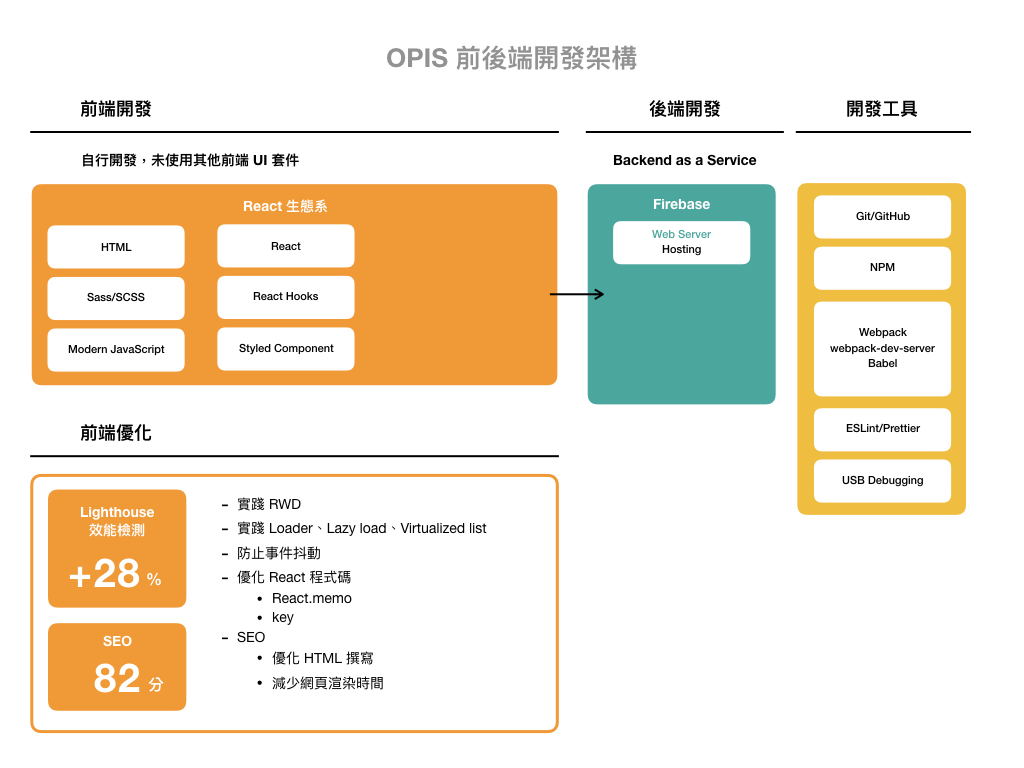 OPIS 前後端開發架構
前端開發
自行開發，未使用其他前端 UI 套件
React 生態系
HTML
React
Sass/SCSS
React Hooks
Modern JavaScript
Styled Component
後端開發
Backend as a Service
Firebase
Web Server
Hosting
開發工具
Git/GitHub
NPM
Webpack
webpack-dev-server
Babel
ESLint/Prettier
USB Debugging
前端優化
Lighthouse
效能檢測
+28 %
SEO
82 分
– 實踐 RWD
– 實踐 Loader、Lazy load、Virtualized list
– 防止事件抖動
– 優化 React 程式碼
• React.memo
• key
– SEO
• 優化 HTML 撰寫
• 減少網頁渲染時間